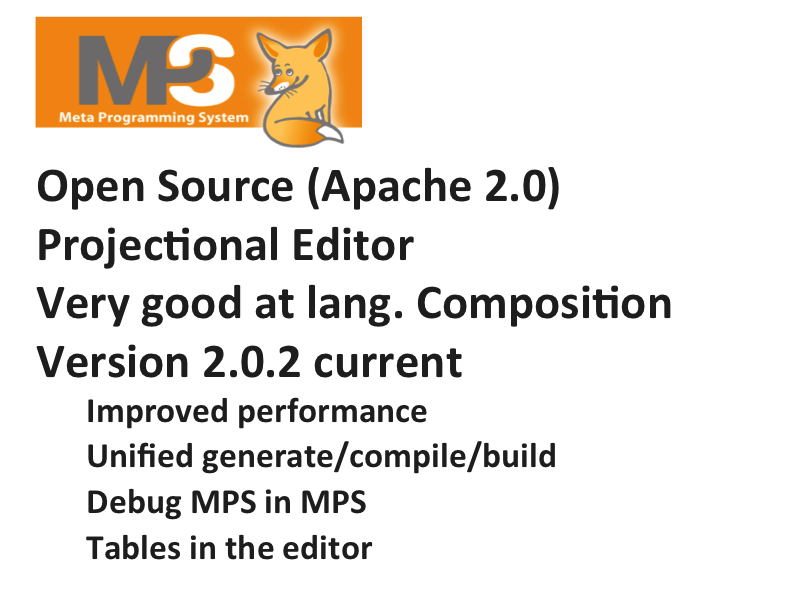 MPS
Meta Programming System
Open Source (Apache 2.0)
Projectional Editor
Very good at lang. Composition
Version 2.0.2 current
Improved performance
Unified generate/compile/build
Debug MPS in MPS
Tables in the editor